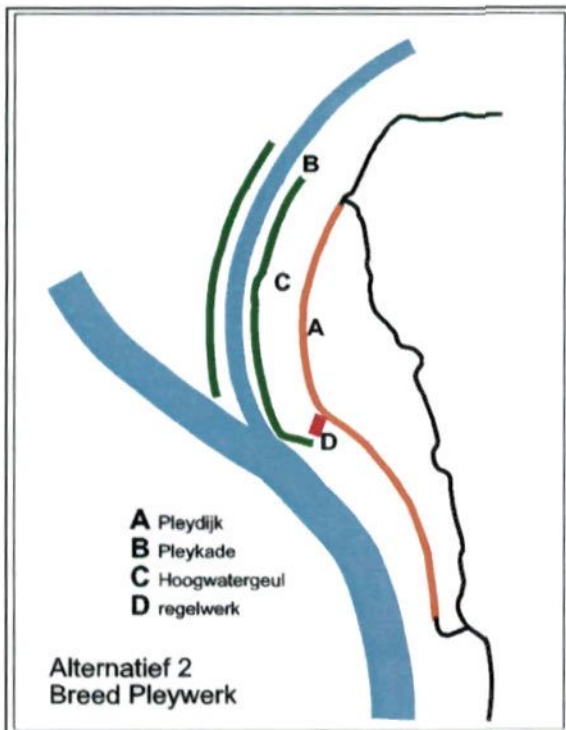 B
C
A
D
A Pleydijk
B Pleykade
C Hoogwatergeul
D regelwerk
Alternatief 2
Breed Pleywerk